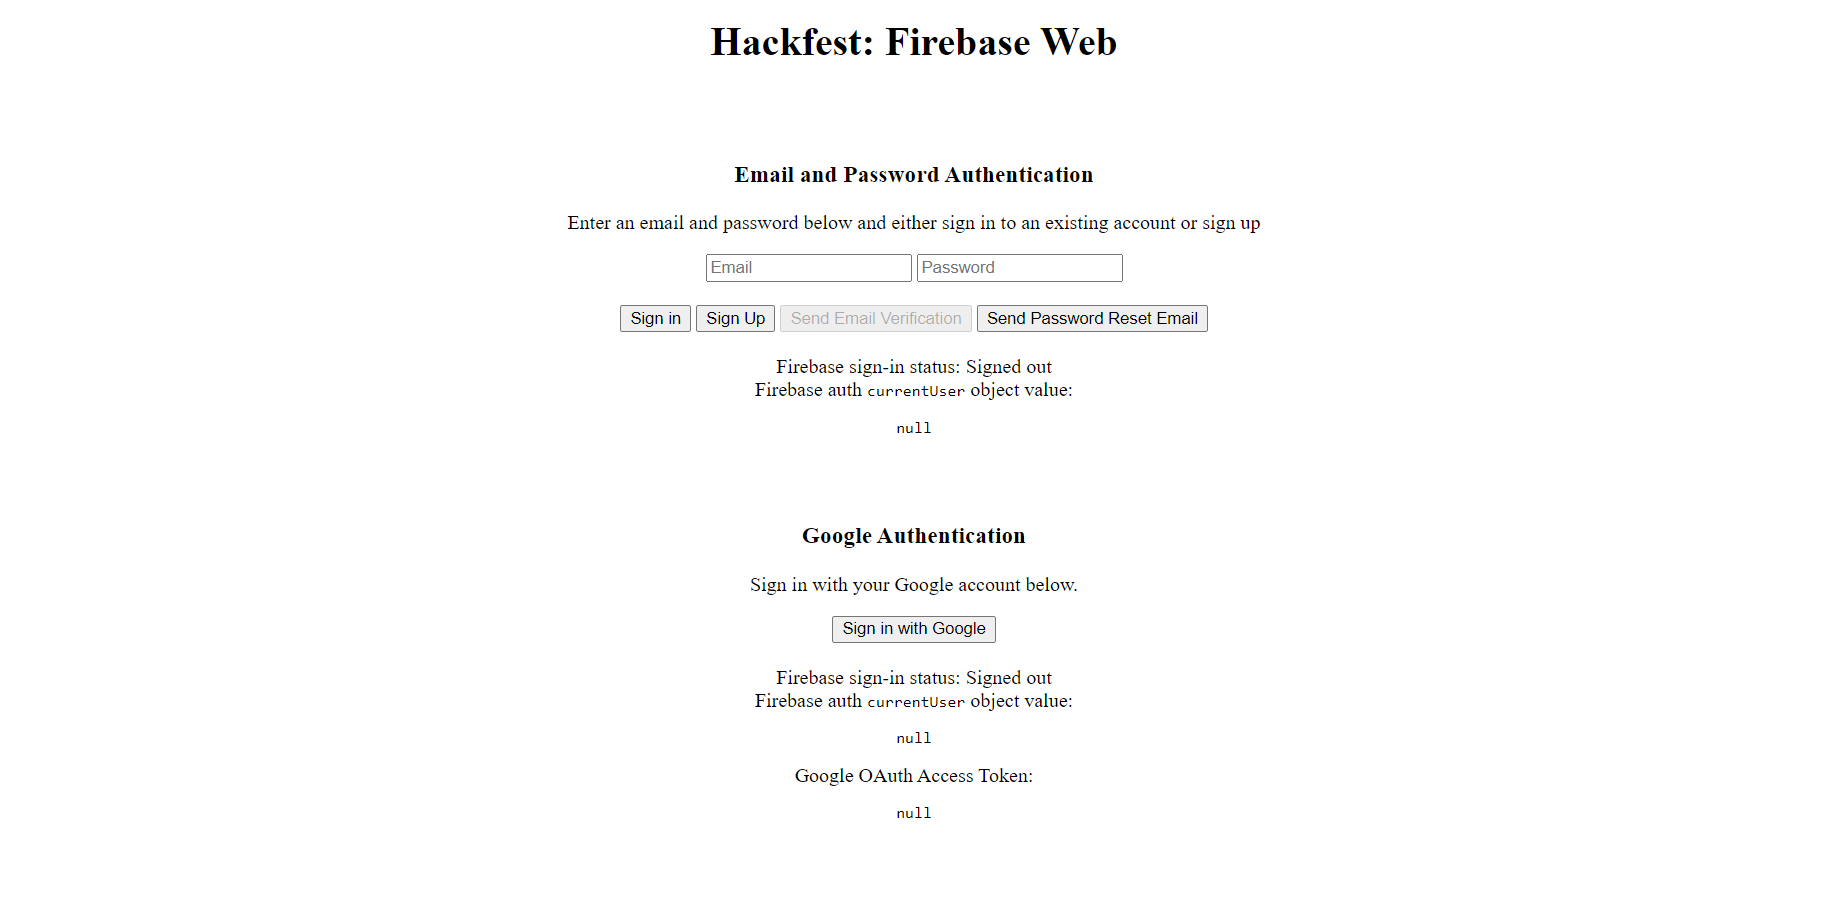 Hackfest: Firebase Web
Email and Password Authentication
Enter an email and password below and either sign in to an existing account or sign up
Email Password
Sign in Sign Up Send Email Verification Send Password Reset Email
Firebase sign-in status: Signed out
Firebase auth currentUser object value:
null
Google Authentication
Sign in with your Google account below.
Sign in with Google
Firebase sign-in status: Signed out
Firebase auth currentUser object value:
null
Google OAuth Access Token:
null